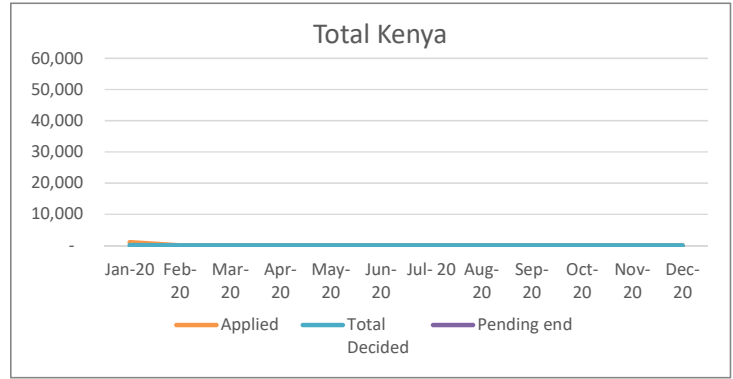 Total Kenya
60,000
50,000
40,000
30,000
20,000
10,000
-
Jan-20 Feb- Mar- Apr- May- Jun- Jul- 20 Aug- Sep- Oct- Nov- Dec-
20 20 20 20 20 20 20 20 20 20
Applied Total Pending end
Decided